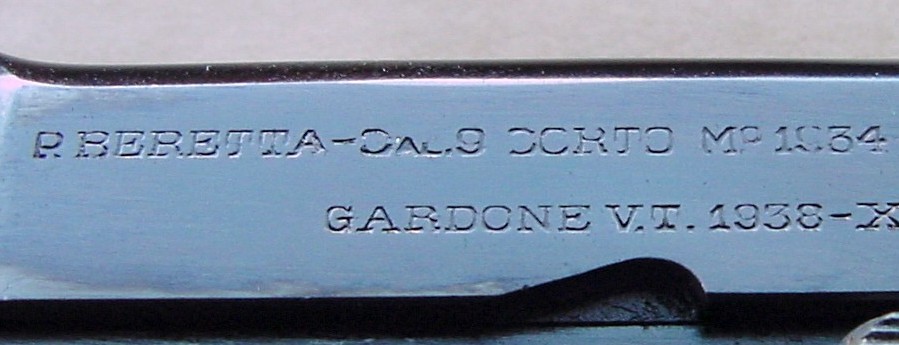 P. BERETTA-Cal. 9 CORTO Mo 1934
GARDONE V.T. 1938-X